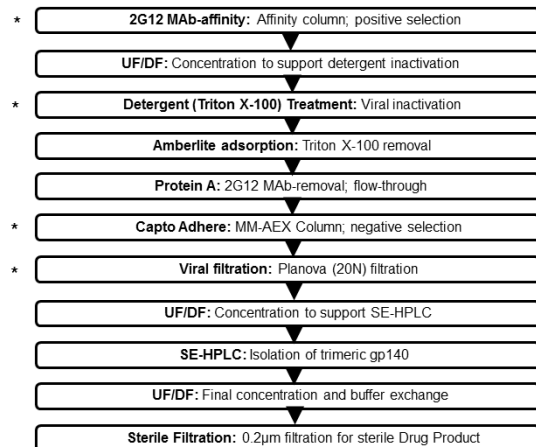 * 2G12 MAb-affinity: Affinity column; positive selection
UF/DF: Concentration to support detergent inactivation
* Detergent (Triton X-100) Treatment: Viral inactivation
Amberlite adsorption: Triton X-100 removal
Protein A: 2G12 MAb-removal; flow-through
* Capto Adhere: MM-AEX Column; negative selection
* Viral filtration: Planova (20N) filtration
UF/DF: Concentration to support SE-HPLC
SE-HPLC: Isolation of trimeric gp140
UF/DF: Final concentration and buffer exchange
Sterile Filtration: 0.2µm filtration for sterile Drug Product